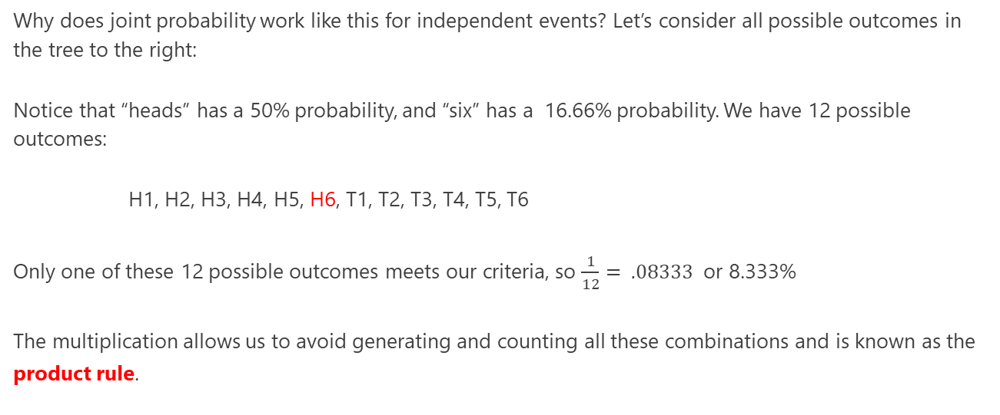 Why does joint probability work like this for independent events? Let's consider all possible outcomes in
the tree to the right:
Notice that “heads” has a 50% probability, and “six” has a  16.66% probability. We have 12 possible
outcomes:
H1, H2, H3, H4, H5, H6, T1, T2, T3, T4, T5, T6
Only one of these 12 possible outcomes meets our criteria, so 1/12 = .08333 or 8.333%
The multiplication allows us to avoid generating and counting all these combinations and is known as the
product rule.